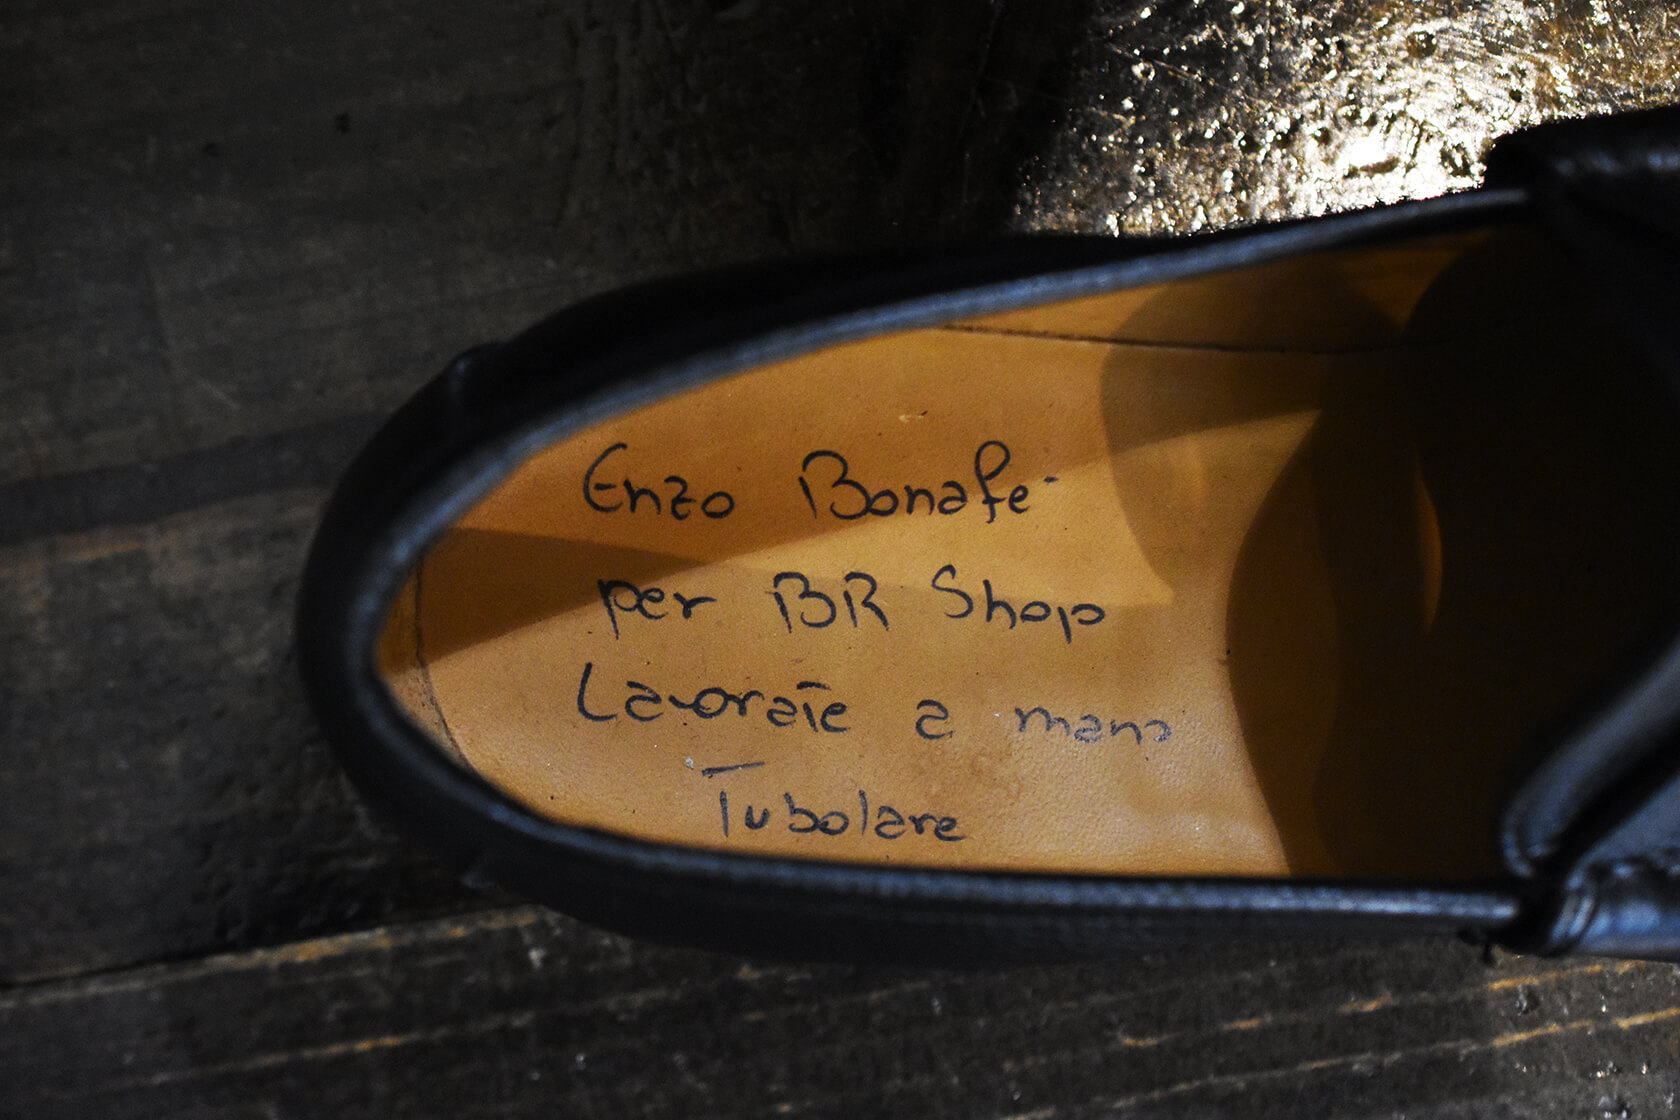 Enzo Bonafe'
per BR Shop
Lavorate a mano
Tubolare